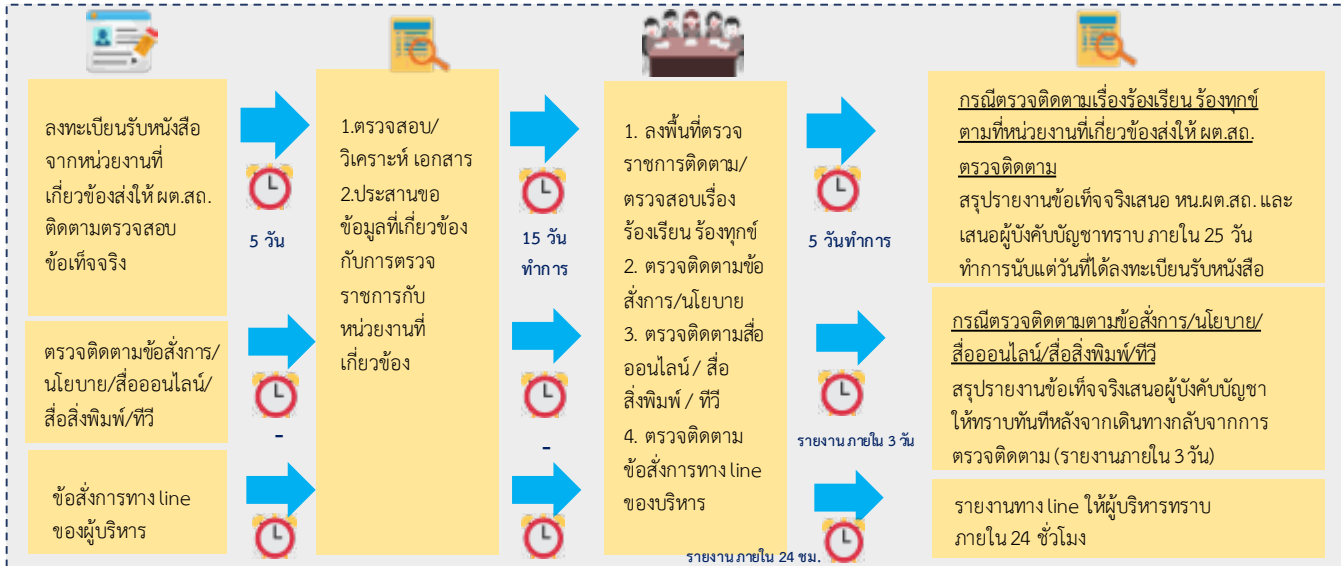 ลงทะเบียนรับหนังสือ
จากหน่วยงานที่
เกี่ยวข้องส่งให้ ผต.สถ.
ติดตามตรวจสอบ
ข้อเท็จจริง
5 วัน
1.ตรวจสอบ/
วิเคราะห์ เอกสาร
2.ประสานขอ
ข้อมูลที่เกี่ยวข้อง
กับการตรวจ
ราชการกับ
หน่วยงานที่
เกี่ยวข้อง
15 วัน
ทำการ
1. ลงพื้นที่ตรวจ
ราชการติดตาม/
ตรวจสอบเรื่อง
ร้องเรียน ร้องทุกข์
2. ตรวจติดตามข้อ
สั่งการ/นโยบาย
3. ตรวจติดตามสื่อ
ออนไลน์ / สื่อ
สิ่งพิมพ์ / ทีวี
4. ตรวจติดตาม
ข้อสั่งการทาง line
ของบริหาร
5 วันทำการ
กรณีตรวจติดตามเรื่องร้องเรียน ร้องทุกข์
ตามที่หน่วยงานที่เกี่ยวข้องส่งให้ ผต.สถ.
ตรวจติดตาม
สรุปรายงานข้อเท็จจริงเสนอ หน.ผต.สถ. และ
เสนอผู้บังคับบัญชาทราบ ภายใน 25 วัน
ทำการนับแต่วันที่ได้ลงทะเบียนรับหนังสือ
ตรวจติดตามข้อสั่งการ/
นโยบาย/สื่อออนไลน์/
สื่อสิ่งพิมพ์/ทีวี
-
-
รายงาน ภายใน 3 วัน
กรณีตรวจติดตามตามข้อสั่งการ/นโยบาย/
สื่อออนไลน์/สื่อสิ่งพิมพ์/ทีวี
สรุปรายงานข้อเท็จจริงเสนอผู้บังคับบัญชา
ให้ทราบทันทีหลังจากเดินทางกลับจากการ
ตรวจติดตาม (รายงานภายใน 3 วัน)
ข้อสั่งการทาง line
ของผู้บริหาร
รายงาน ภายใน 24 ชม.
รายงานทาง line ให้ผู้บริหารทราบ
ภายใน 24 ชั่วโมง